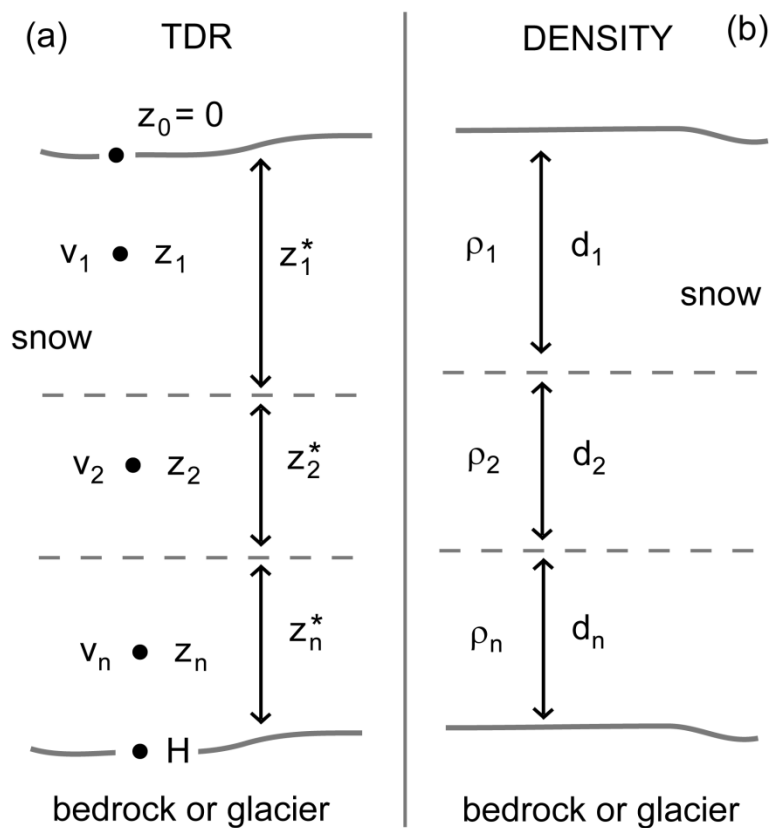 (a) TDR
z₀ = 0
v₁ z₁ z₁*
snow
v₂ z₂ z₂*
vₙ zₙ zₙ*
H
bedrock or glacier
DENSITY (b)
ρ₁ d₁
snow
ρ₂ d₂
ρₙ dₙ
bedrock or glacier